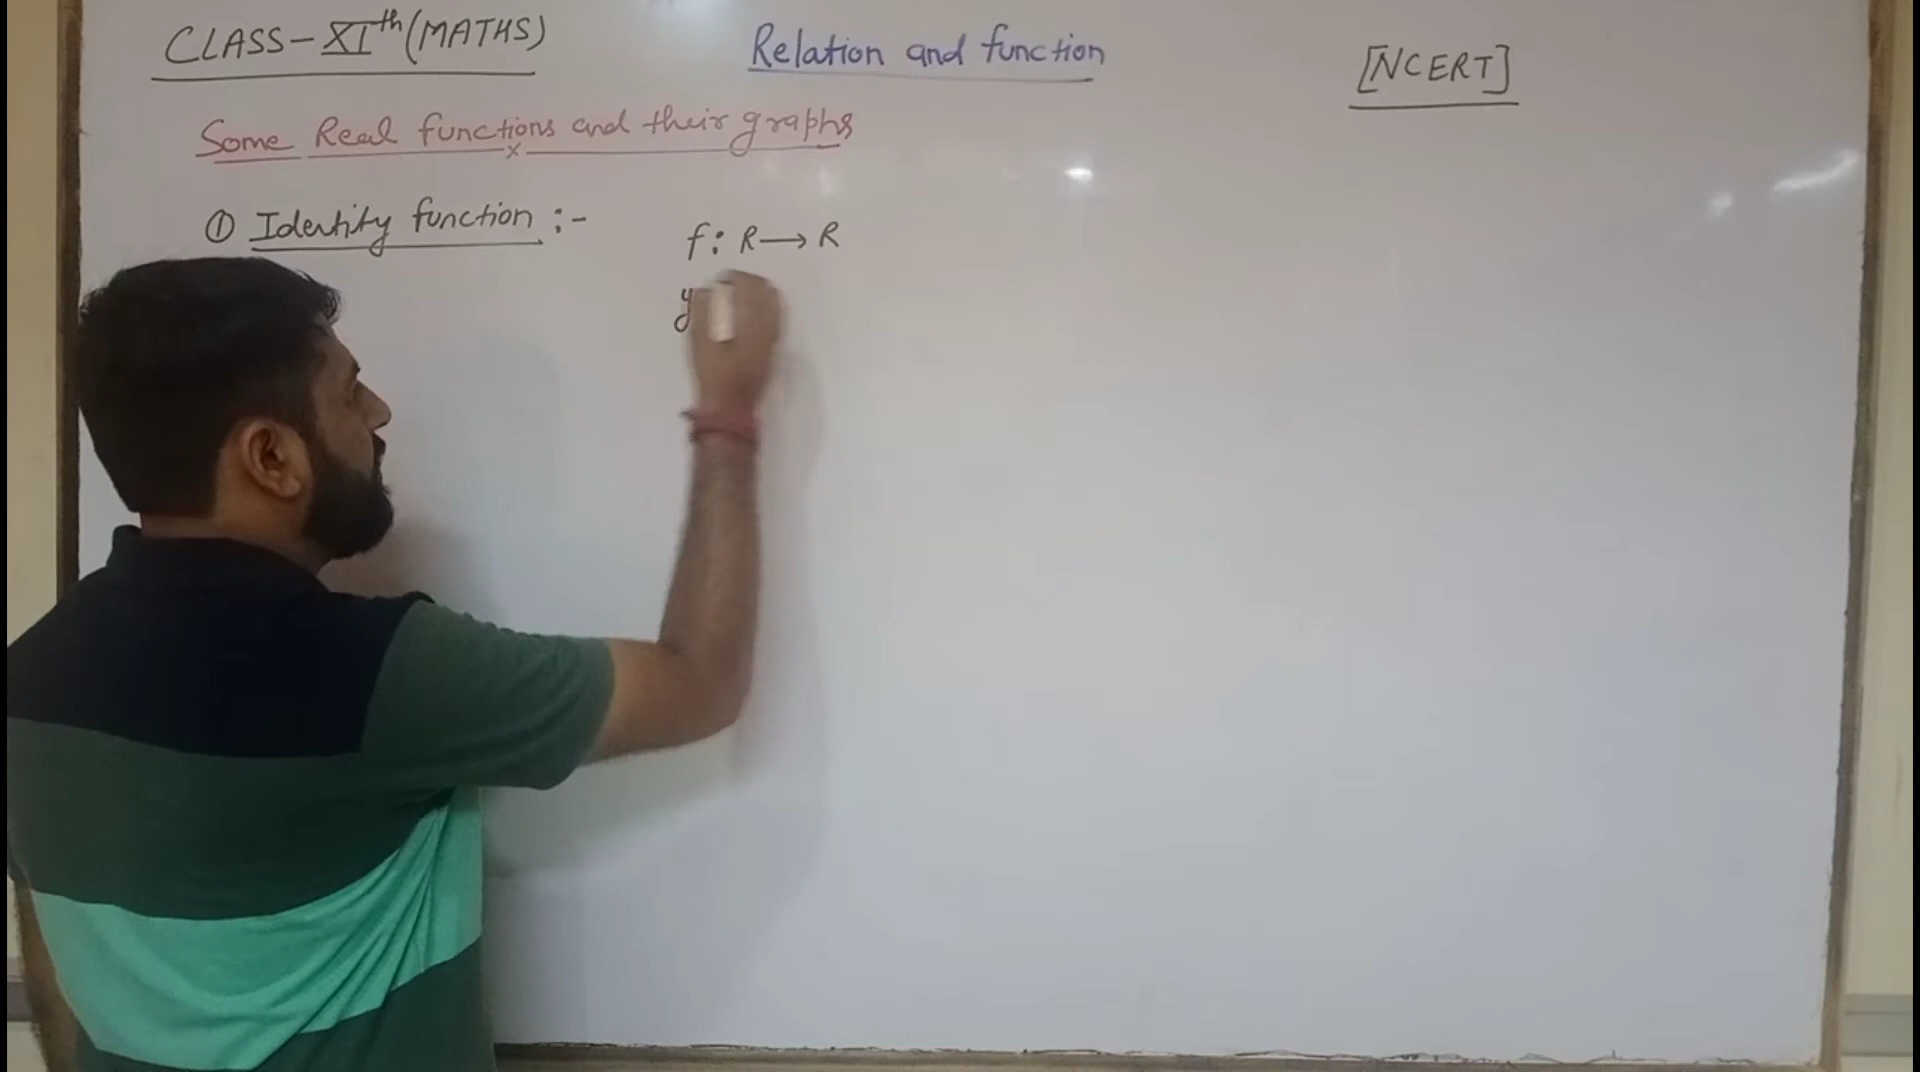 CLASS-XIth (MATHS)
Relation and function
[NCERT]
Some Real functions and their graphs
① Identity function :-
f: R → R
y